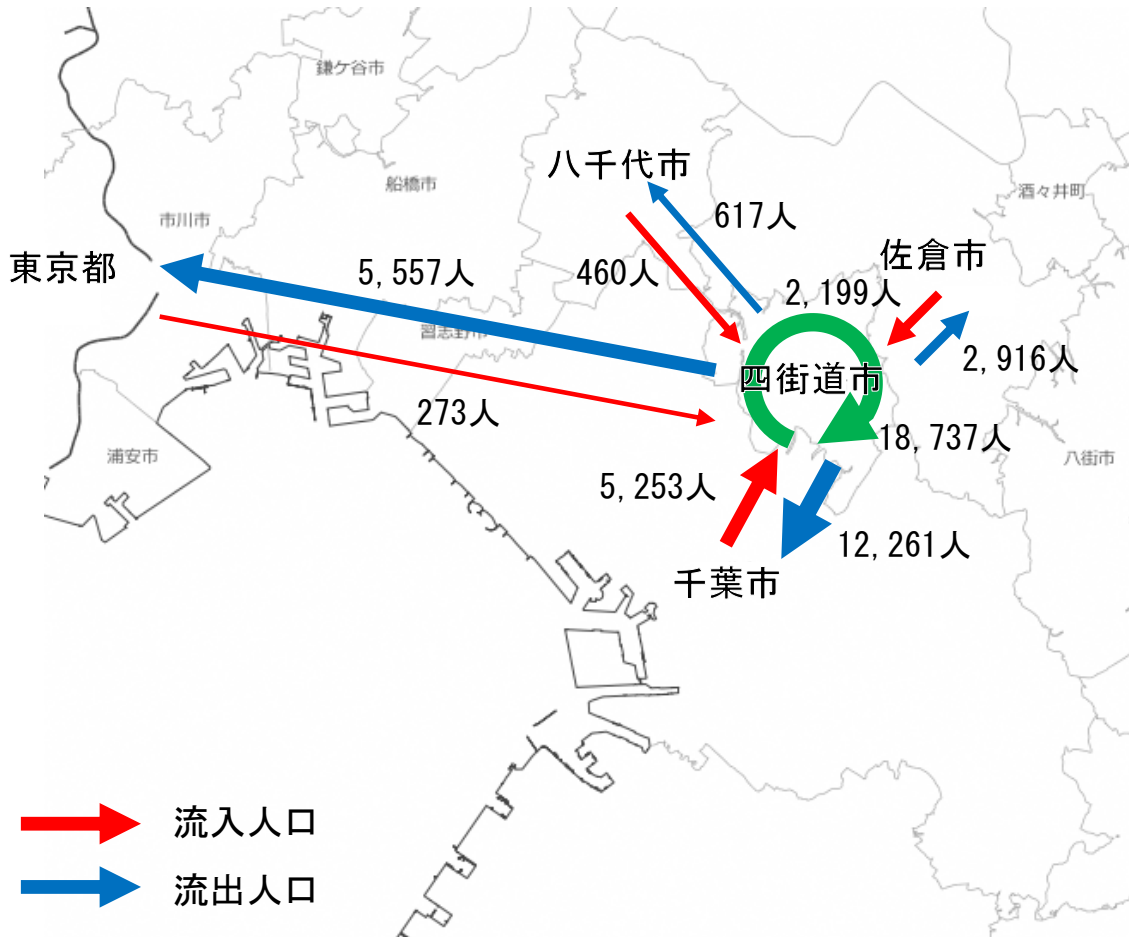 鎌ケ谷市
八千代市
船橋市
酒々井町
市川市
617人
佐倉市
東京都
5,557人
460人
2,199人
習志野市
2,916人
四街道市
273人
18,737人
浦安市
八街市
5,253人
12,261人
千葉市
流入人口
流出人口